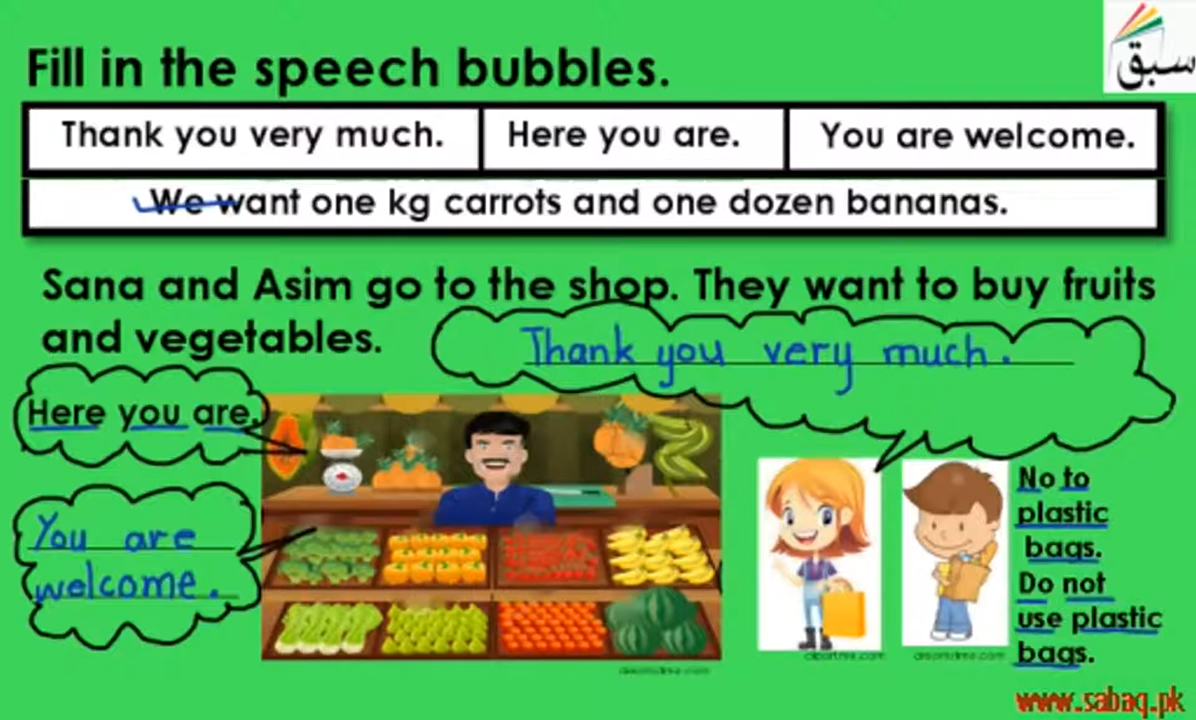 سبق
Fill in the speech bubbles.
Thank you very much. Here you are. You are welcome.
We want one kg carrots and one dozen bananas.
Sana and Asim go to the shop. They want to buy fruits
and vegetables.
Thank you very much.
Here you are.
You are
welcome.
No to
plastic
bags.
Do not
use plastic
bags.
clipartme.com
www.sabaq.pk